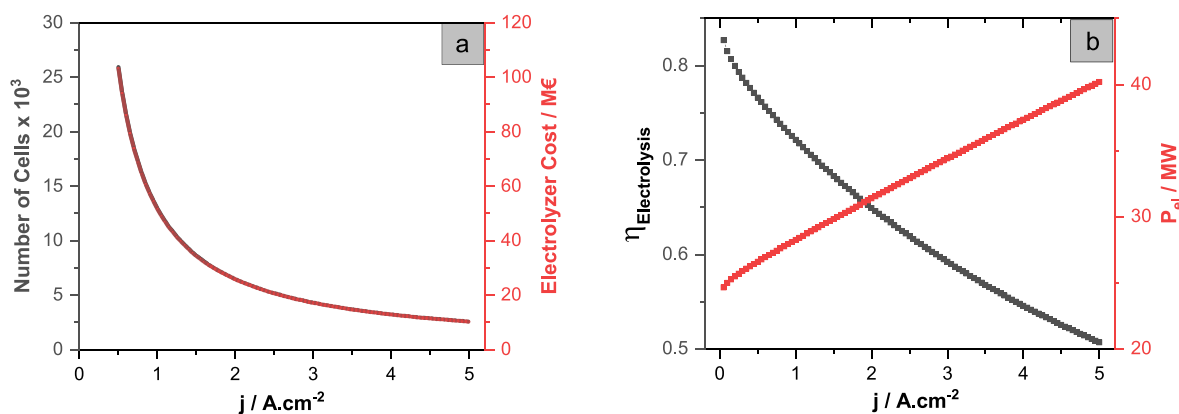 a
Number of Cells x 10³
30
25
20
15
10
5
0
0 1 2 3 4 5
j / A.cm⁻²
120
100
80
60
40
20
0
Electrolyzer Cost / M€
b
ηElectrolysis
0.8
0.7
0.6
0.5
0 1 2 3 4 5
j / A.cm⁻²
40
30
20
Pel / MW